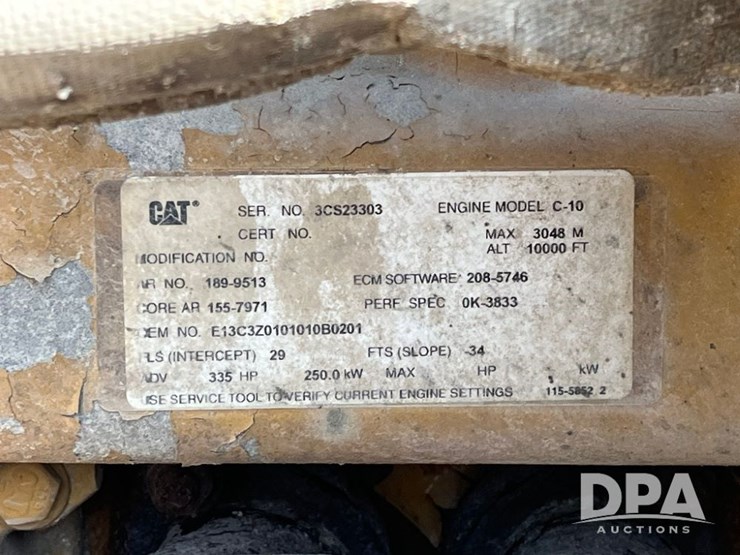 CAT® SER. NO. 3CS23303 ENGINE MODEL C-10
CERT NO. MAX 3048 M
ALT 10000 FT
MODIFICATION NO.
AR NO. 189-9513 ECM SOFTWARE 208-5746
CORE AR 155-7971 PERF SPEC 0K-3833
OEM NO. E13C3Z0101010B0201
FLS (INTERCEPT) 29 FTS (SLOPE) -34
ADV 335 HP 250.0 kW MAX HP kW
USE SERVICE TOOL TO VERIFY CURRENT ENGINE SETTINGS 115-5852 2
DPA
AUCTIONS